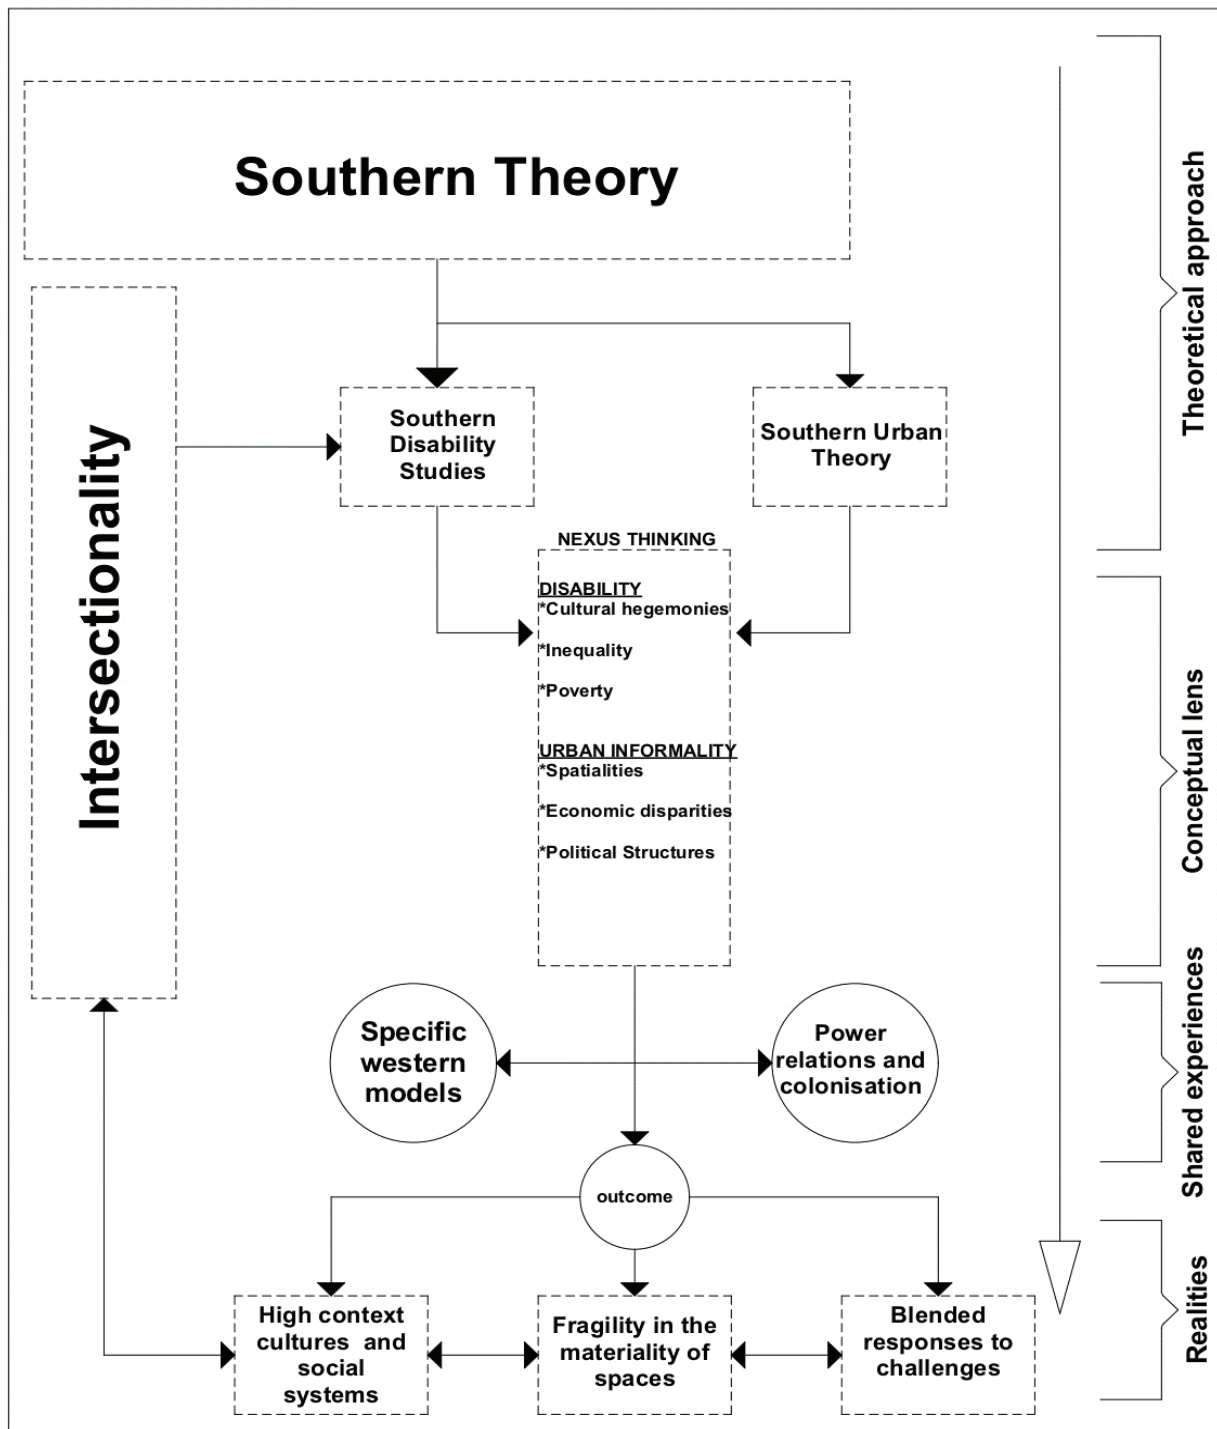 Southern Theory
Intersectionality
Southern
Disability
Studies
Southern Urban
Theory
NEXUS THINKING
DISABILITY
*Cultural hegemonies
*Inequality
*Poverty
URBAN INFORMALITY
*Spatialities
*Economic disparities
*Political Structures
Specific
western
models
Power
relations and
colonisation
outcome
High context
cultures and
social
systems
Fragility in the
materiality of
spaces
Blended
responses to
challenges
Theoretical approach
Conceptual lens
Shared experiences
Realities